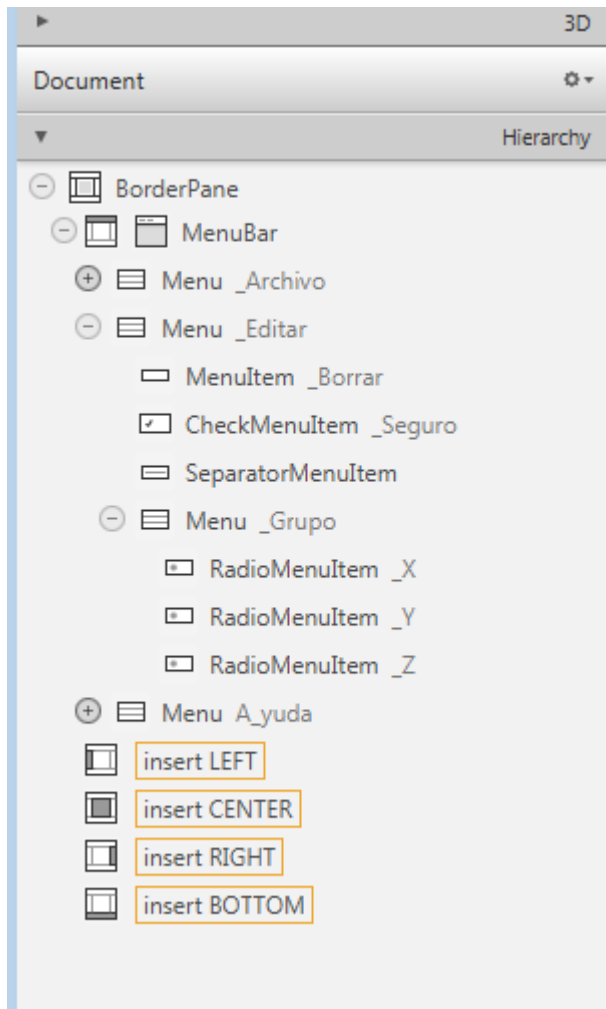 3D
Document
Hierarchy
BorderPane
MenuBar
Menu _Archivo
Menu _Editar
MenuItem _Borrar
CheckMenuItem _Seguro
SeparatorMenuItem
Menu _Grupo
RadioMenuItem _X
RadioMenuItem _Y
RadioMenuItem _Z
Menu A_yuda
insert LEFT
insert CENTER
insert RIGHT
insert BOTTOM